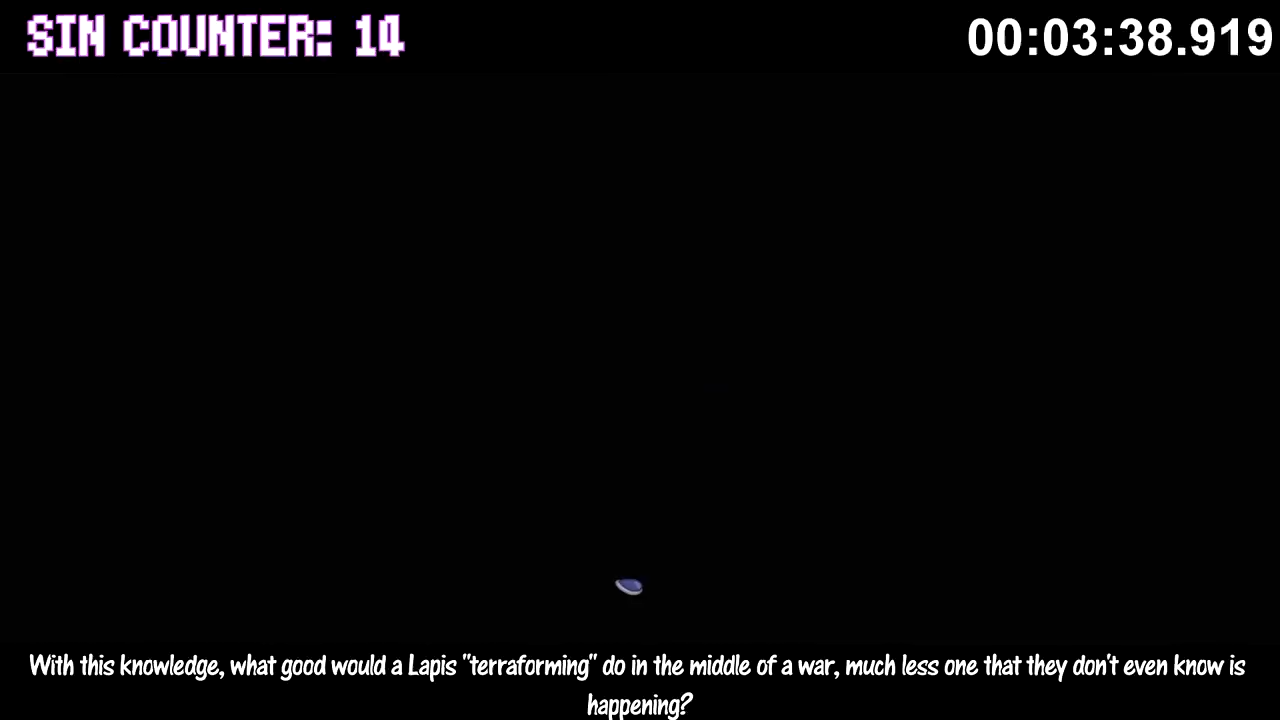 SIN COUNTER: 14
00:03:38.919
With this knowledge, what good would a Lapis "terraforming" do in the middle of a war, much less one that they don't even know is
happening?